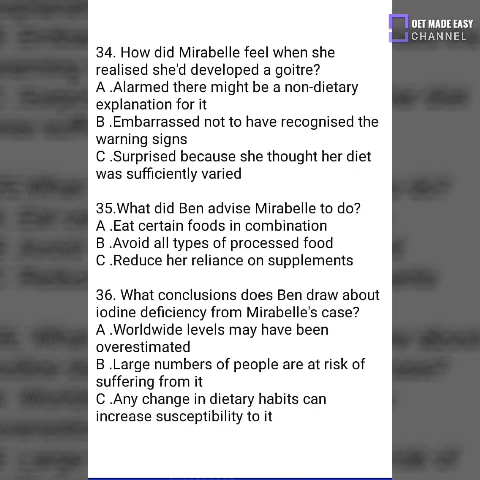 OET MADE EASY
CHANNEL
34. How did Mirabelle feel when she
realised she'd developed a goitre?
A .Alarmed there might be a non-dietary
explanation for it
B .Embarrassed not to have recognised the
warning signs
C .Surprised because she thought her diet
was sufficiently varied
35.What did Ben advise Mirabelle to do?
A .Eat certain foods in combination
B .Avoid all types of processed food
C .Reduce her reliance on supplements
36. What conclusions does Ben draw about
iodine deficiency from Mirabelle's case?
A .Worldwide levels may have been
overestimated
B .Large numbers of people are at risk of
suffering from it
C .Any change in dietary habits can
increase susceptibility to it